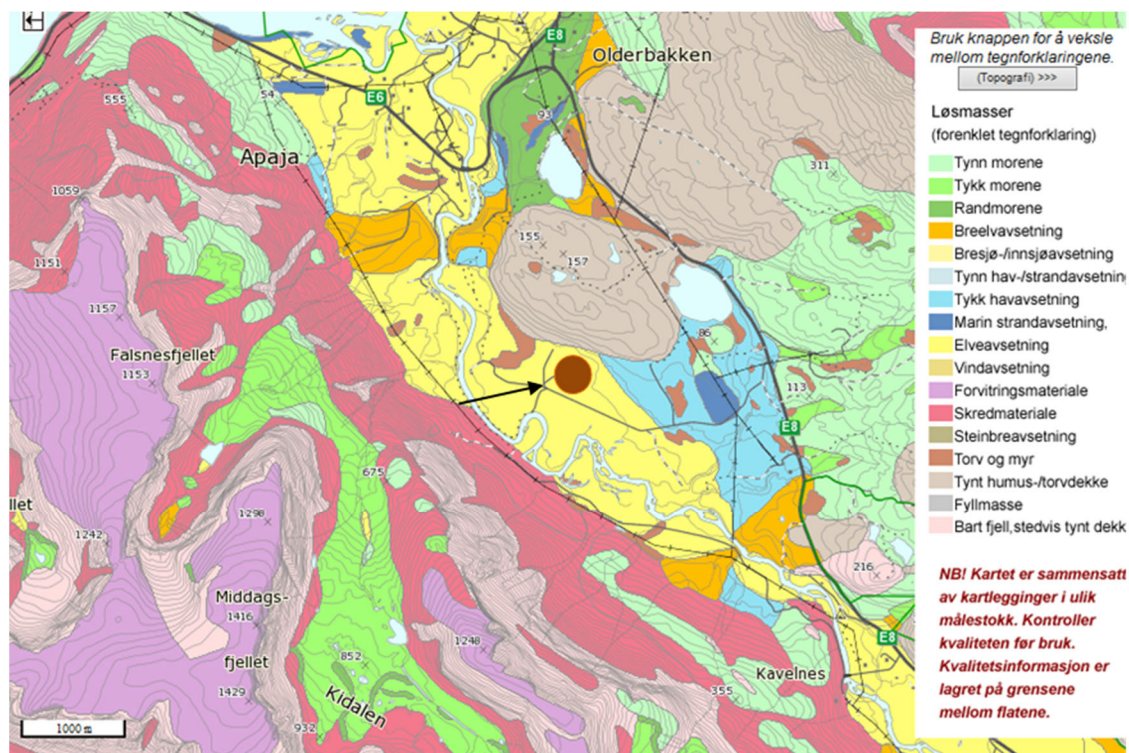 Bruk knappen for å veksle
mellom tegnforklaringene.
(Topografi) >>>
Løsmasser
(forenklet tegnforklaring)
Tynn morene
Tykk morene
Randmorene
Breelvavsetning
Bresjø-/innsjøavsetning
Tynn hav-/strandavsetning
Tykk havavsetning
Marin strandavsetning,
Elveavsetning
Vindavsetning
Forvitringsmateriale
Skredmateriale
Steinbreavsetning
Torv og myr
Tynt humus-/torvdekke
Fyllmasse
Bart fjell,stedvis tynt dekk
NB! Kartet er sammensatt
av kartlegginger i ulik
målestokk. Kontroller
kvaliteten før bruk.
Kvalitetsinformasjon er
lagret på grensene
mellom flatene.
E8
Olderbakken
E6
54
555
93
Apaja
311
1059
155
157
1151
1157
86
Falsnesfjellet
1153
113
E8
675
llet
1298
1242
216
Middags-
1416
1248
E8
fjellet
852
Kavelnes
1429
355
Kidalen
932
1000 m